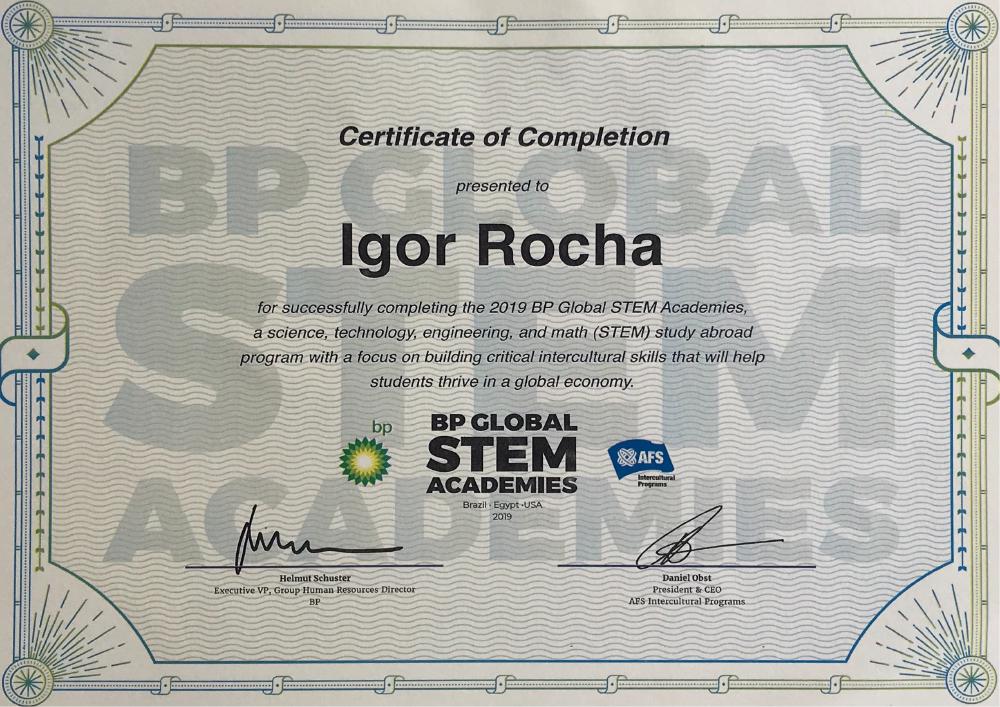 BP GLOBAL
STEM
ACADEMIES
Certificate of Completion
presented to
Igor Rocha
for successfully completing the 2019 BP Global STEM Academies,
a science, technology, engineering, and math (STEM) study abroad
program with a focus on building critical intercultural skills that will help
students thrive in a global economy.
bp
BP GLOBAL
STEM
ACADEMIES
Brazil · Egypt ·USA
2019
AFS
Intercultural
Programs
Helmut Schuster
Executive VP, Group Human Resources Director
BP
Daniel Obst
President & CEO
AFS Intercultural Programs